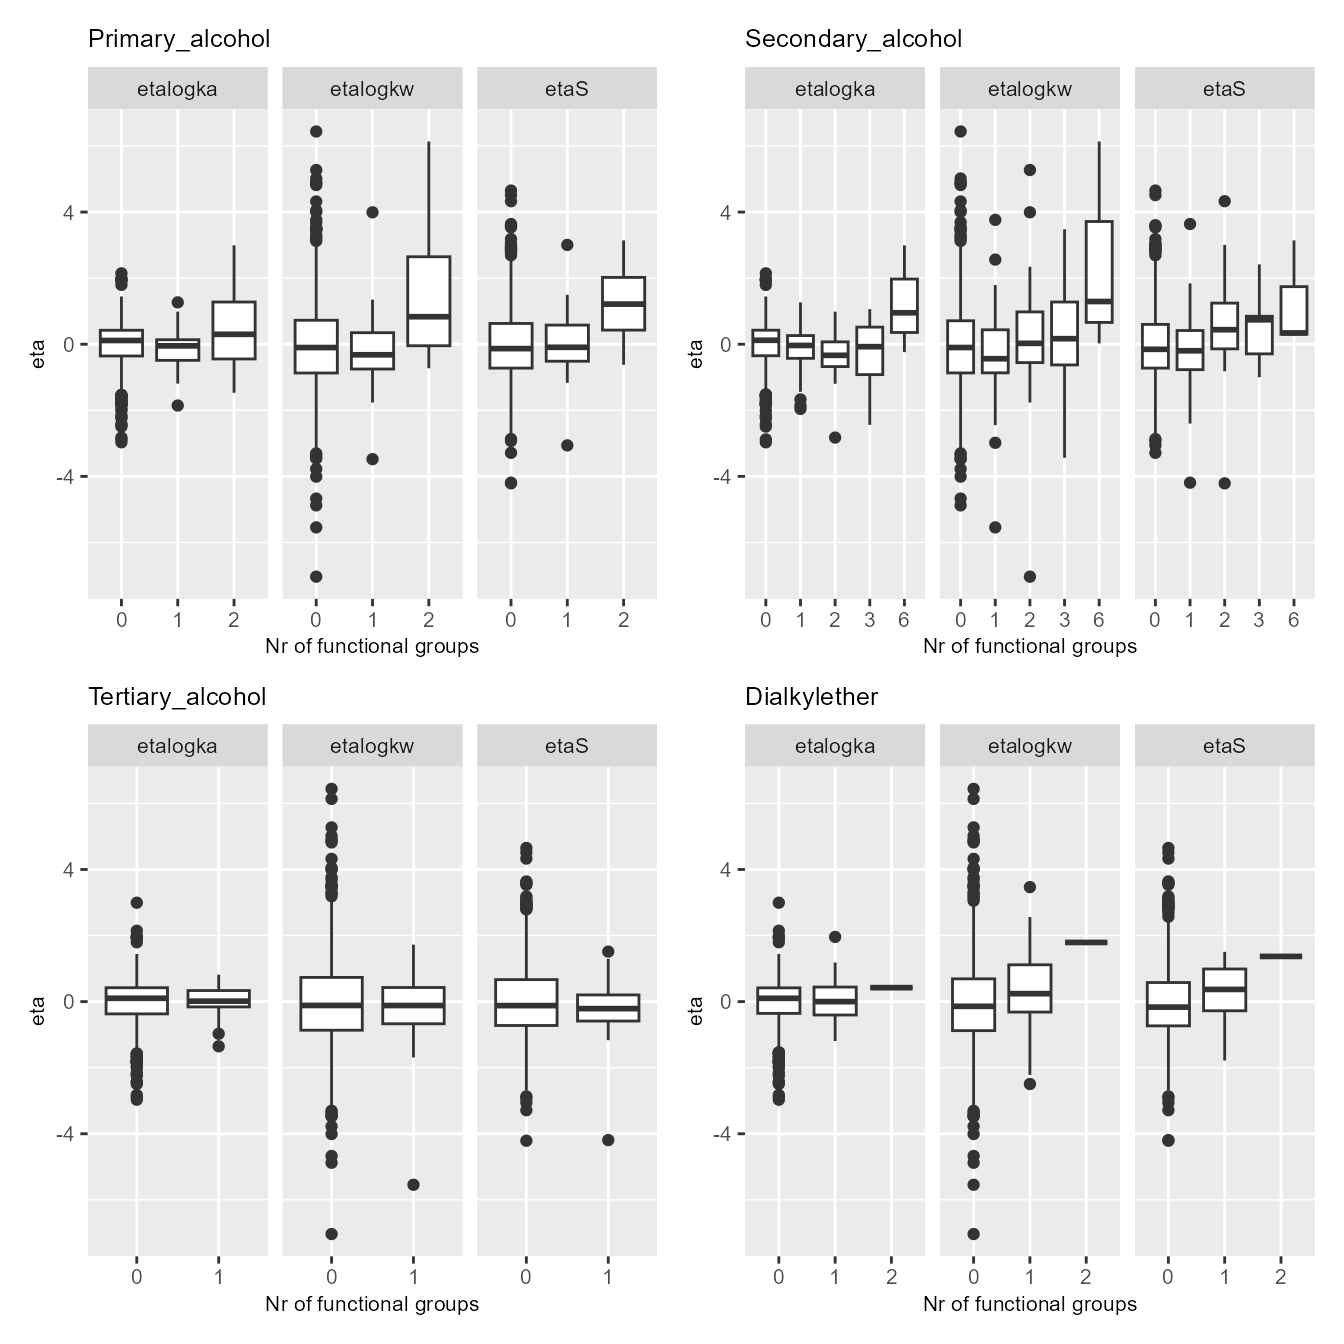 Primary_alcohol
etalogka etalogkw etaS
eta
4
0
-4
0 1 2 0 1 2 0 1 2
Nr of functional groups
Secondary_alcohol
etalogka etalogkw etaS
eta
4
0
-4
0 1 2 3 6 0 1 2 3 6 0 1 2 3 6
Nr of functional groups
Tertiary_alcohol
etalogka etalogkw etaS
eta
4
0
-4
0 1 0 1 0 1
Nr of functional groups
Dialkylether
etalogka etalogkw etaS
eta
4
0
-4
0 1 2 0 1 2 0 1 2
Nr of functional groups